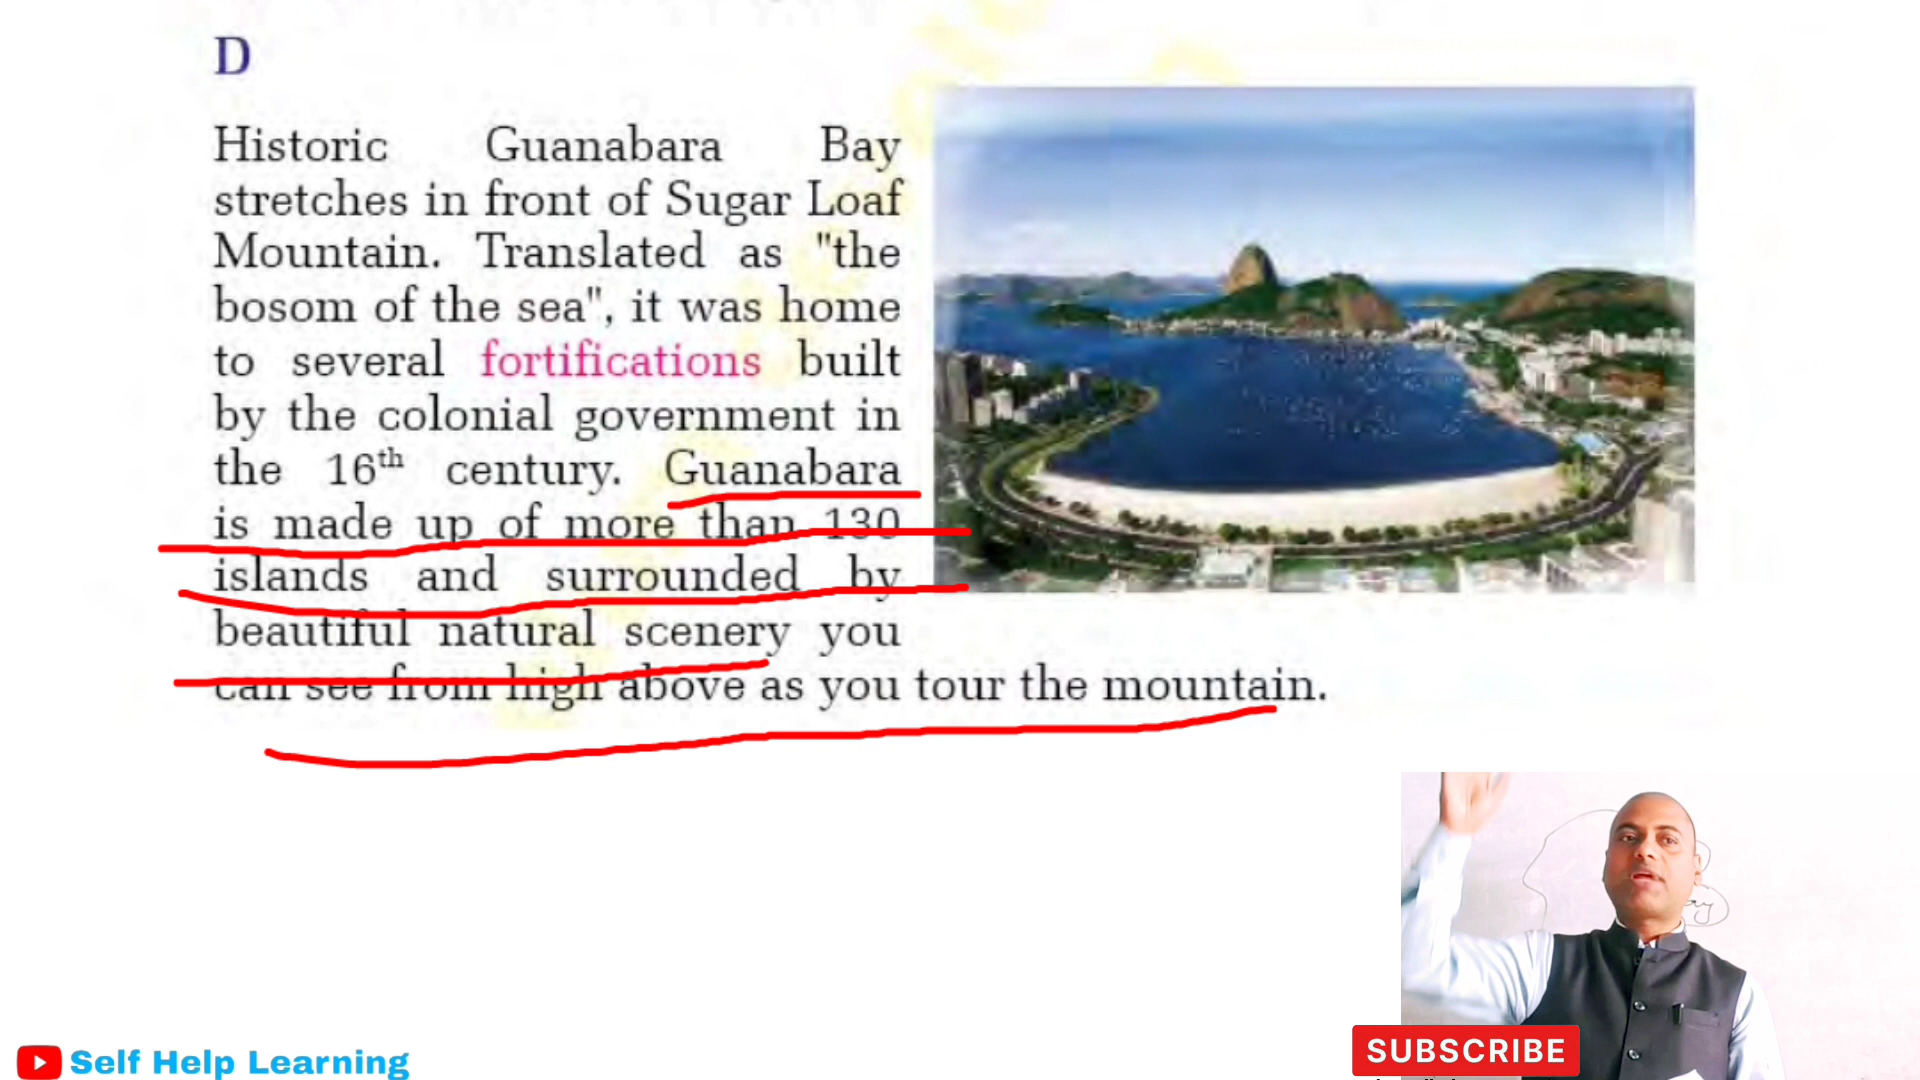 D
Historic Guanabara Bay
stretches in front of Sugar Loaf
Mountain. Translated as "the
bosom of the sea", it was home
to several fortifications built
by the colonial government in
the 16th century. Guanabara
is made up of more than 130
islands and surrounded by
beautiful natural scenery you
can see from high above as you tour the mountain.
ay
SUBSCRIBE
Self Help Learning